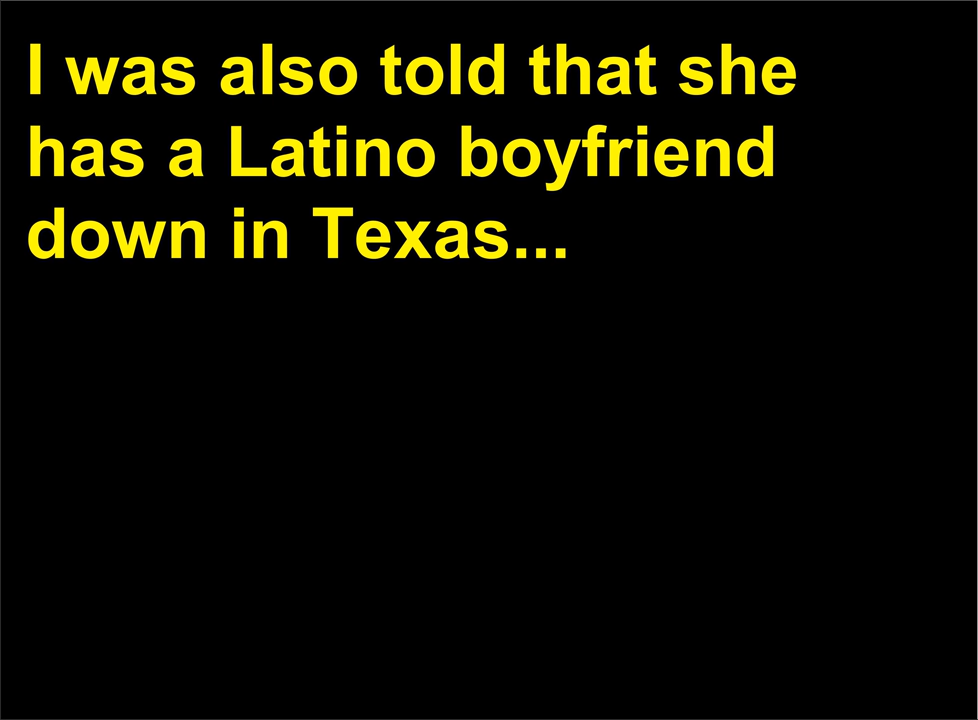 I was also told that she
has a Latino boyfriend
down in Texas...